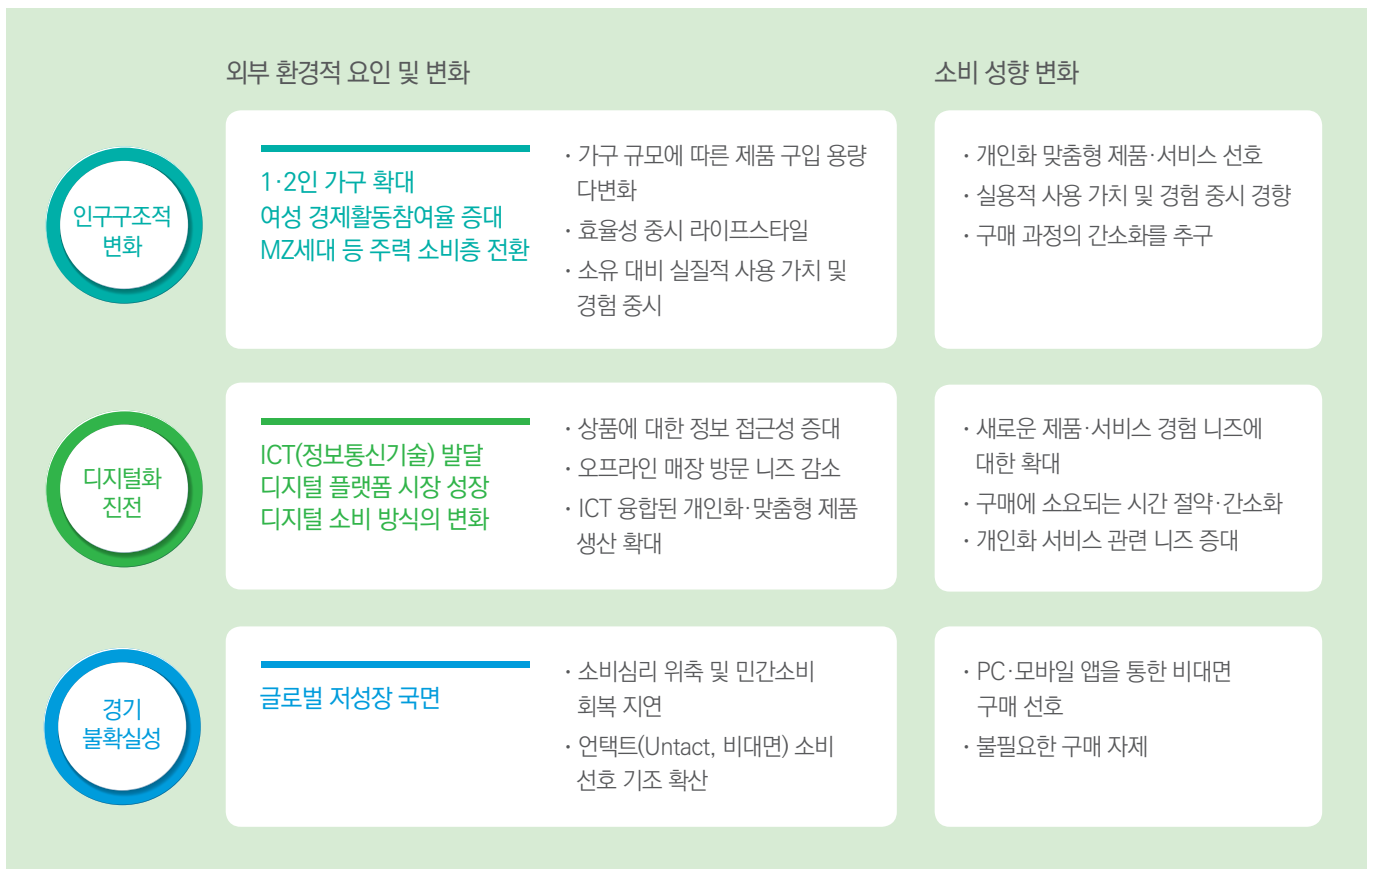 외부 환경적 요인 및 변화
소비 성향 변화
인구구조적
변화
1·2인 가구 확대
여성 경제활동참여율 증대
MZ세대 등 주력 소비층 전환
· 가구 규모에 따른 제품 구입 용량
다변화
· 효율성 중시 라이프스타일
· 소유 대비 실질적 사용 가치 및
경험 중시
· 개인화 맞춤형 제품·서비스 선호
· 실용적 사용 가치 및 경험 중시 경향
· 구매 과정의 간소화를 추구
디지털화
진전
ICT(정보통신기술) 발달
디지털 플랫폼 시장 성장
디지털 소비 방식의 변화
· 상품에 대한 정보 접근성 증대
· 오프라인 매장 방문 니즈 감소
· ICT 융합된 개인화·맞춤형 제품
생산 확대
· 새로운 제품·서비스 경험 니즈에
대한 확대
· 구매에 소요되는 시간 절약·간소화
· 개인화 서비스 관련 니즈 증대
경기
불확실성
글로벌 저성장 국면
· 소비심리 위축 및 민간소비
회복 지연
· 언택트(Untact, 비대면) 소비
선호 기조 확산
· PC·모바일 앱을 통한 비대면
구매 선호
· 불필요한 구매 자제